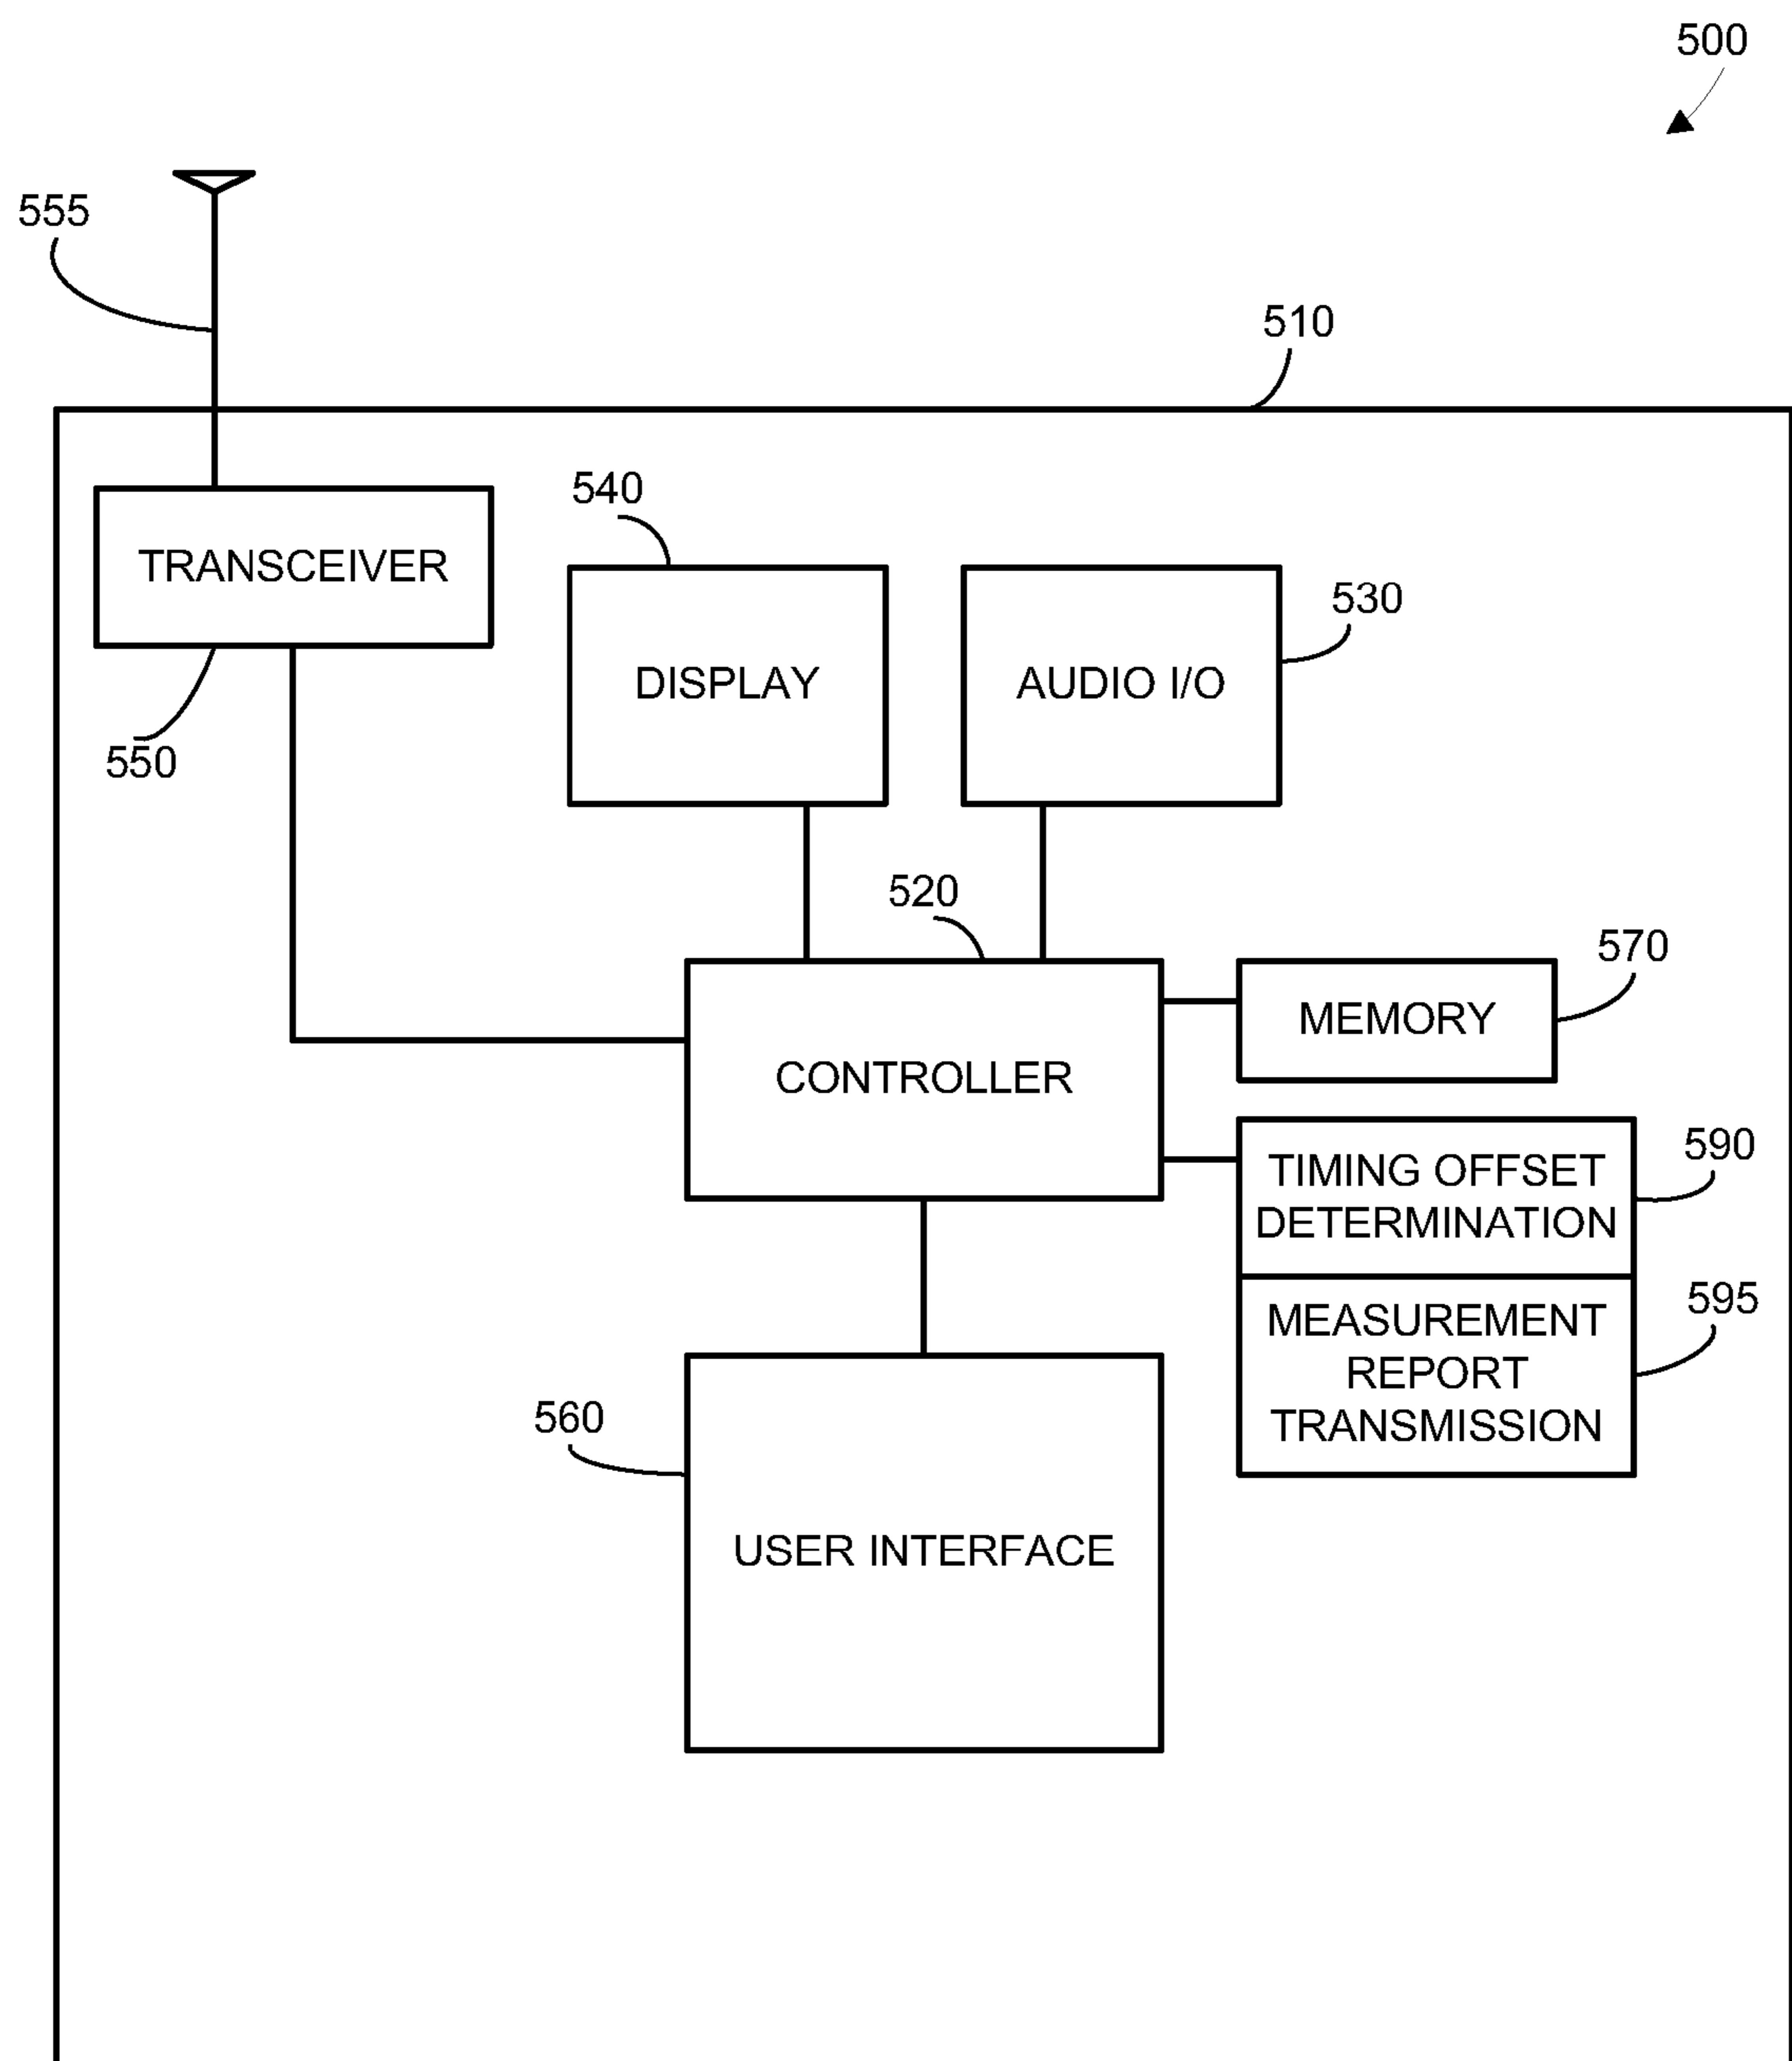 500
555
510
540
TRANSCEIVER
530
DISPLAY
AUDIO I/O
550
520
570
MEMORY
CONTROLLER
590
TIMING OFFSET
DETERMINATION
595
MEASUREMENT
REPORT
TRANSMISSION
560
USER INTERFACE